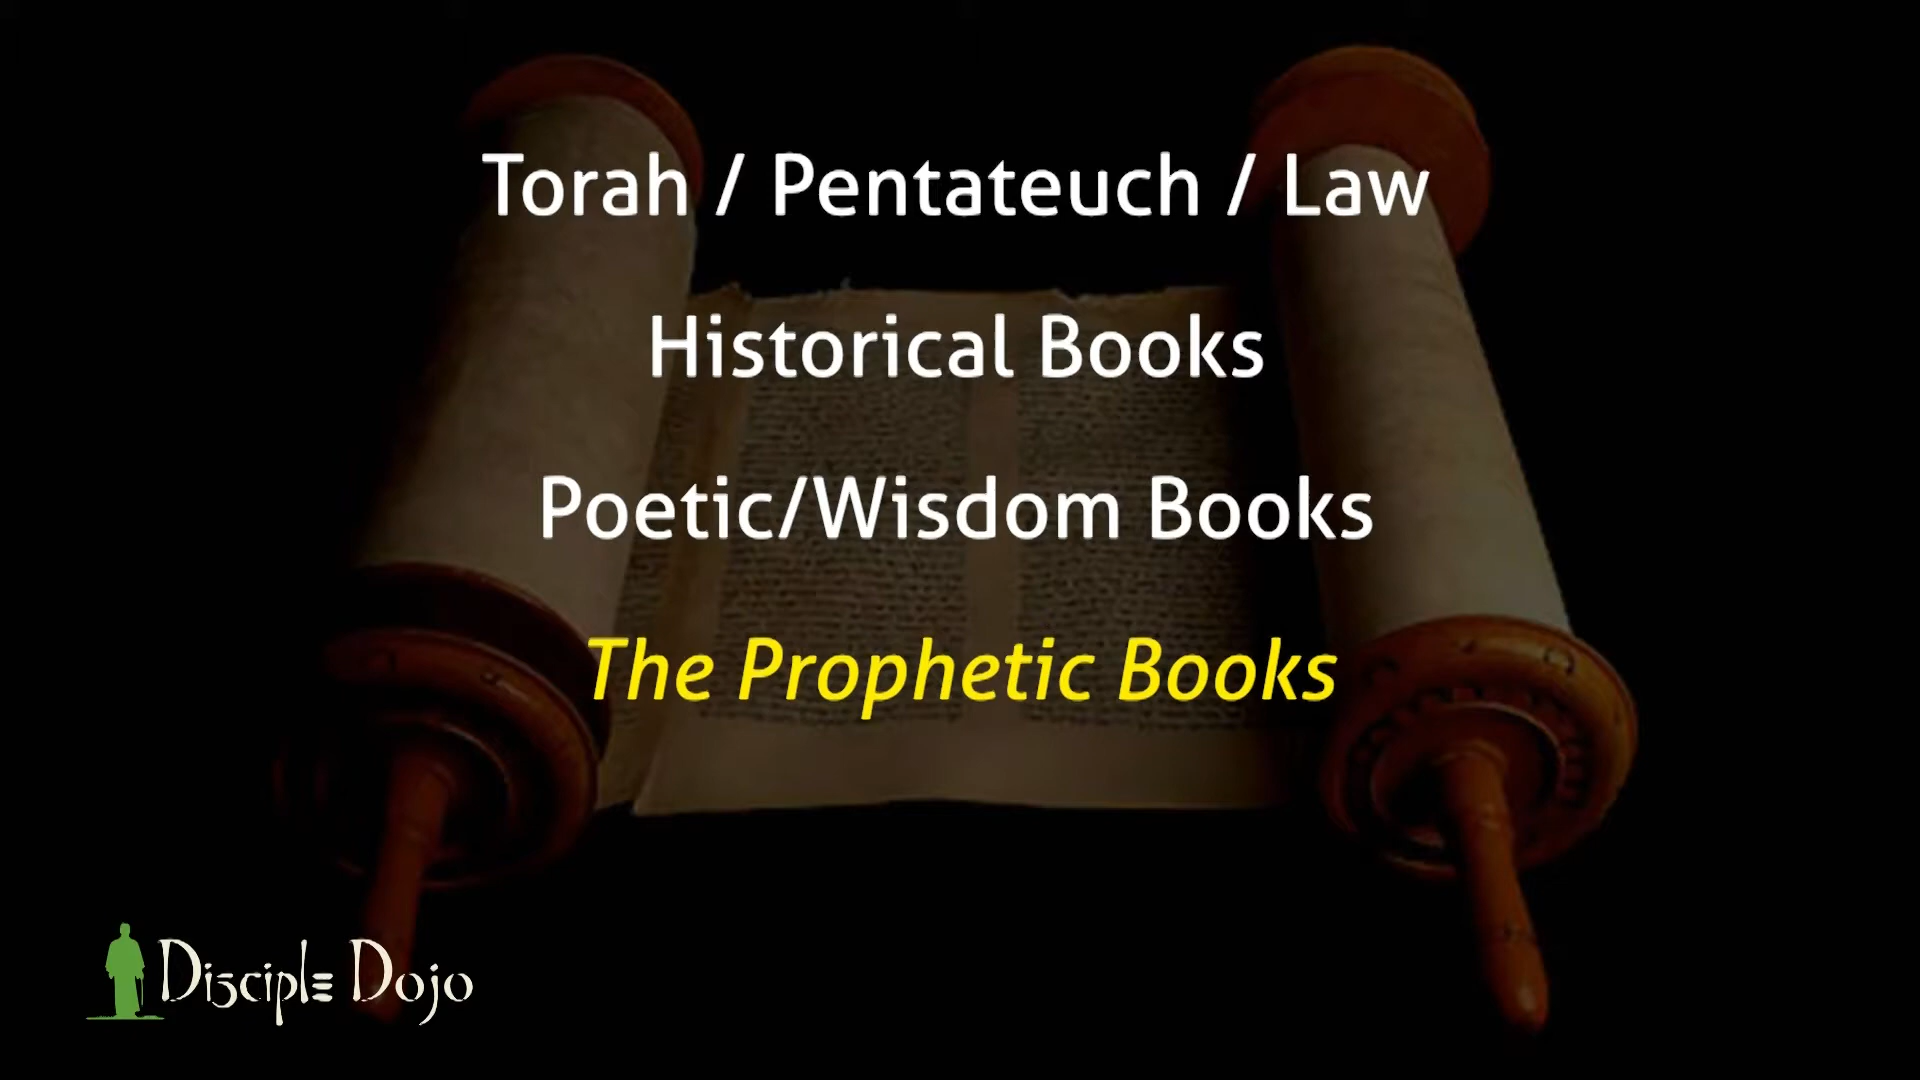 Torah / Pentateuch / Law
Historical Books
Poetic/Wisdom Books
The Prophetic Books
Disciple Dojo